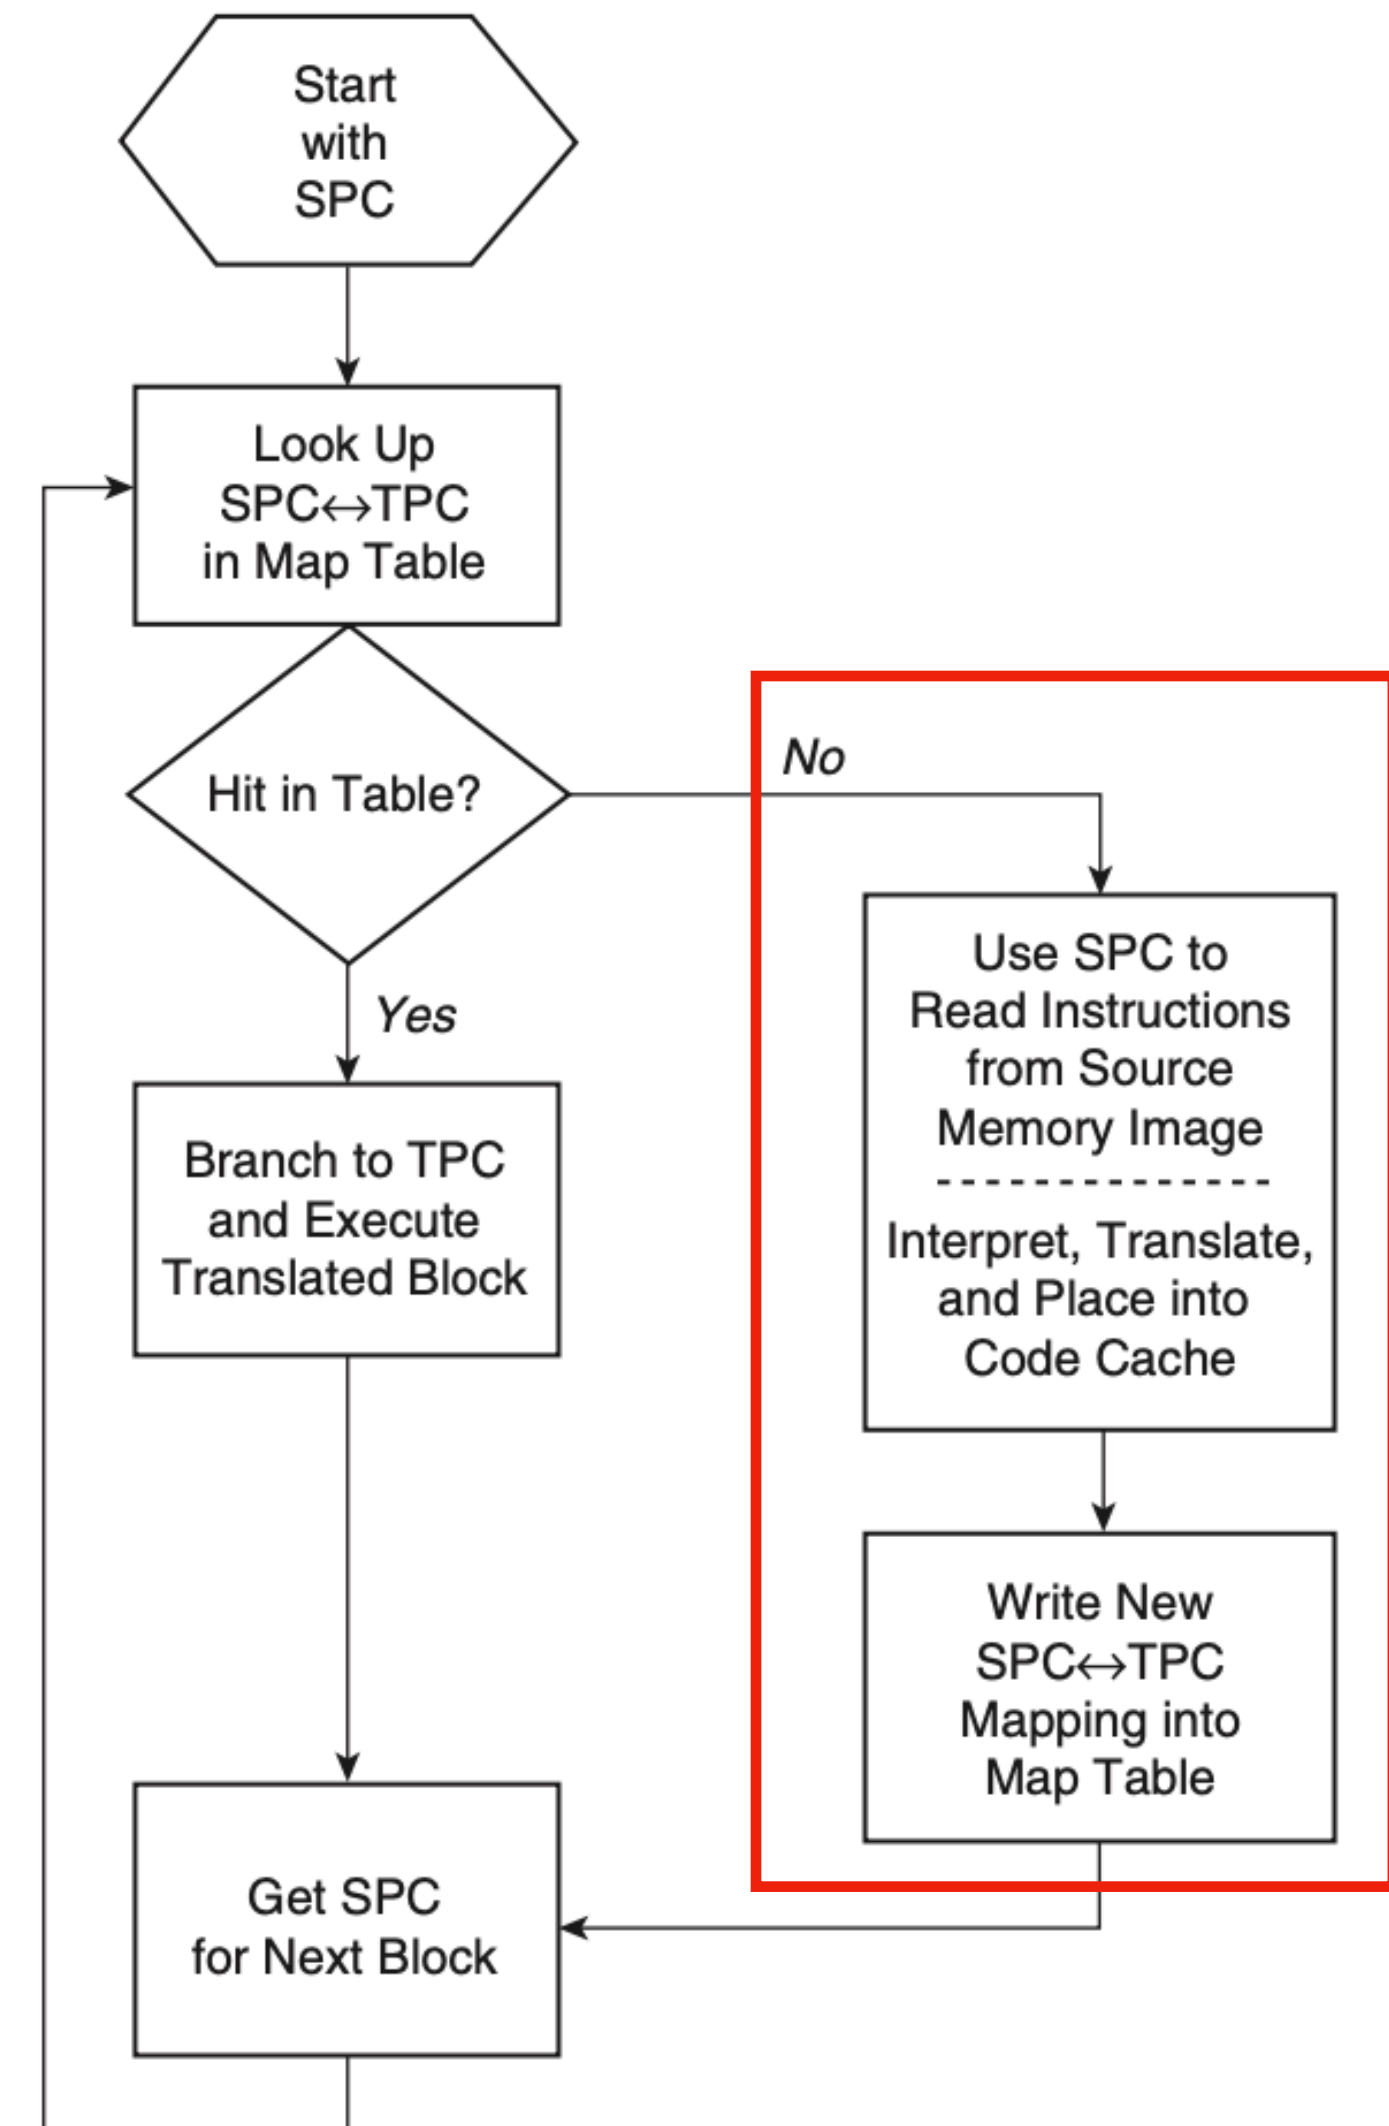 Start
with
SPC
Look Up
SPC↔TPC
in Map Table
Hit in Table?
No
Yes
Use SPC to
Read Instructions
from Source
Memory Image
--------------
Interpret, Translate,
and Place into
Code Cache
Branch to TPC
and Execute
Translated Block
Write New
SPC↔TPC
Mapping into
Map Table
Get SPC
for Next Block